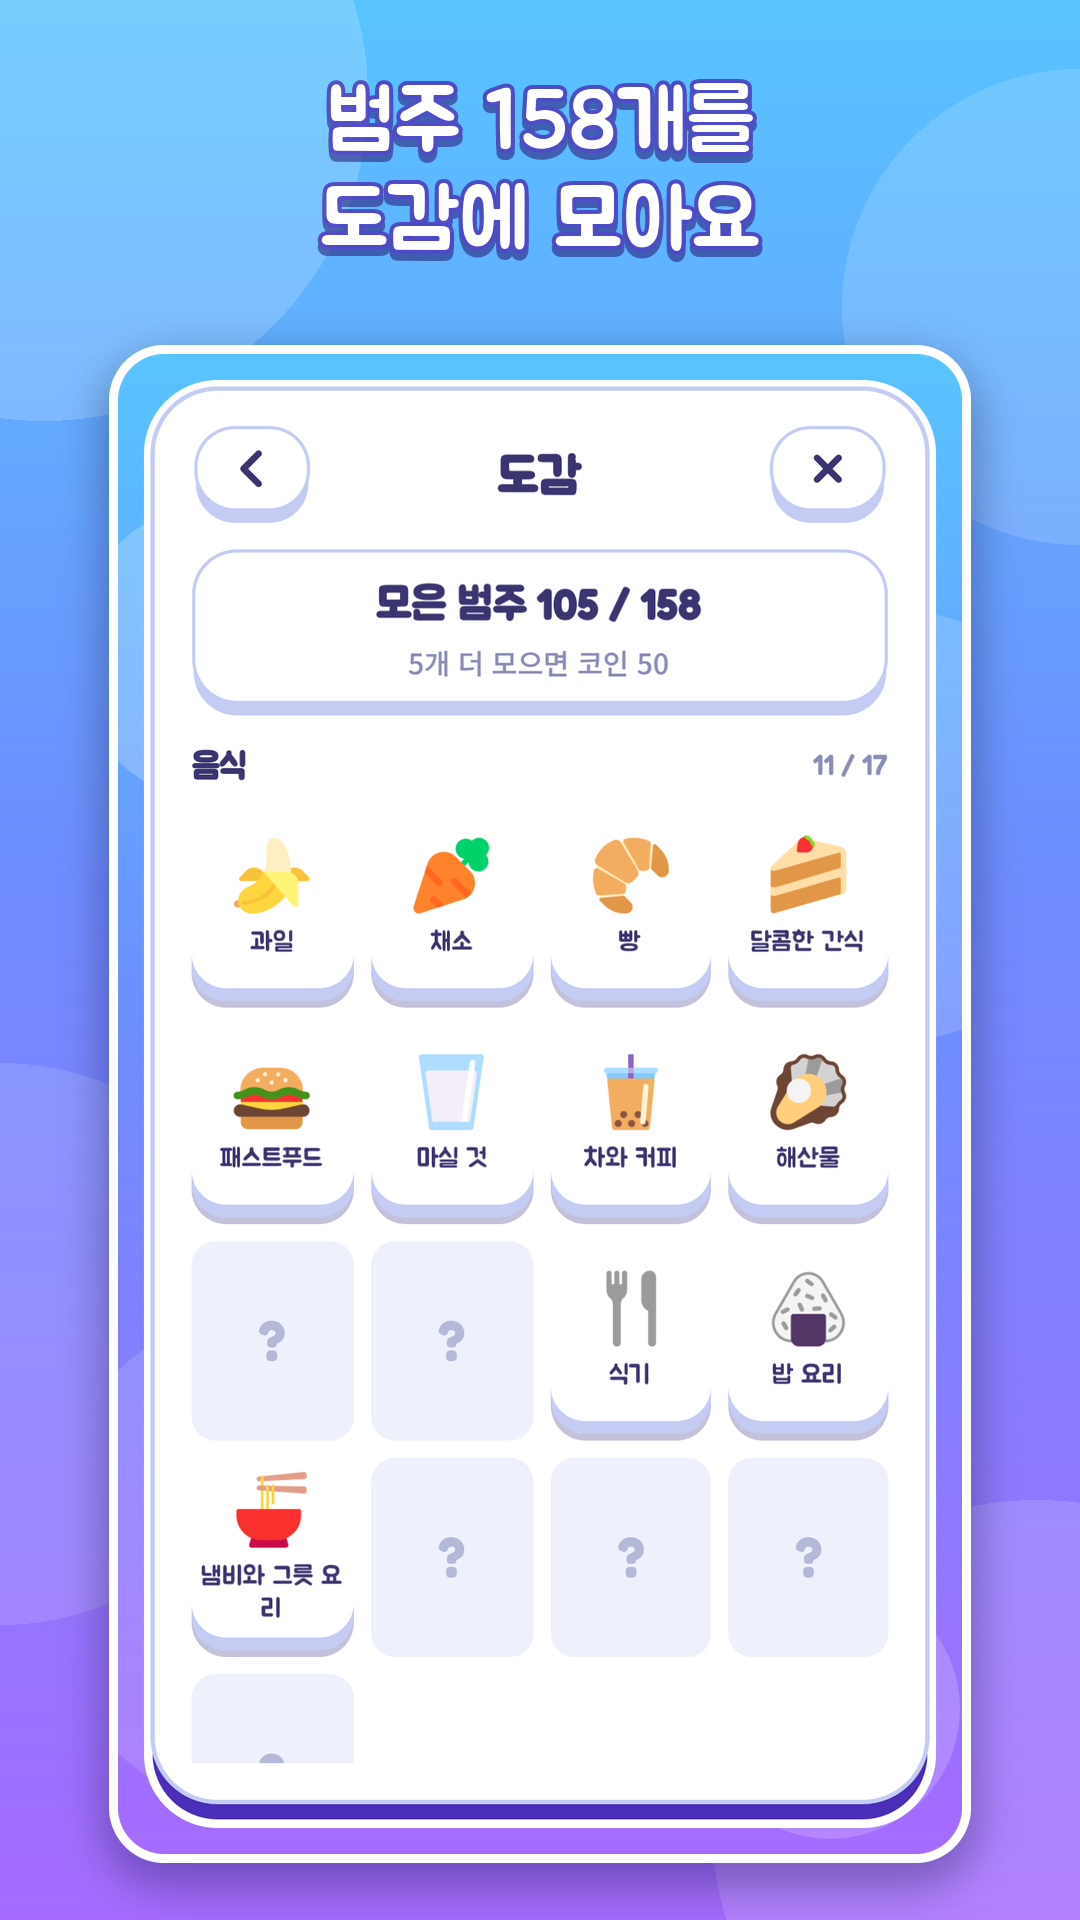 범주 158개를
도감에 모아요
도감
모은 범주 105 / 158
5개 더 모으면 코인 50
음식
11 / 17
과일
채소
빵
달콤한 간식
패스트푸드
마실 것
차와 커피
해산물
?
?
식기
밥 요리
냄비와 그릇 요
리
?
?
?